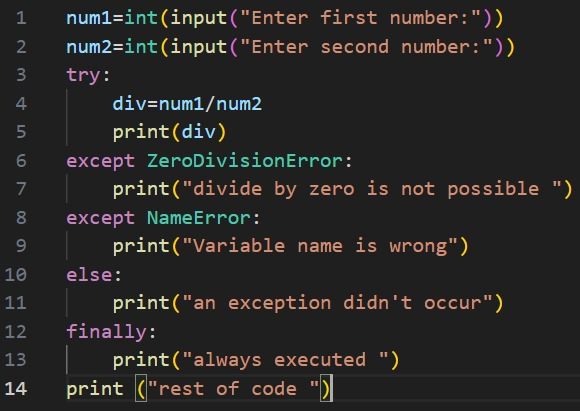 1 num1=int(input("Enter first number:"))
2 num2=int(input("Enter second number:"))
3 try:
4     div=num1/num2
5     print(div)
6 except ZeroDivisionError:
7     print("divide by zero is not possible ")
8 except NameError:
9     print("Variable name is wrong")
10 else:
11     print("an exception didn't occur")
12 finally:
13     print("always executed ")
14 print ("rest of code ")